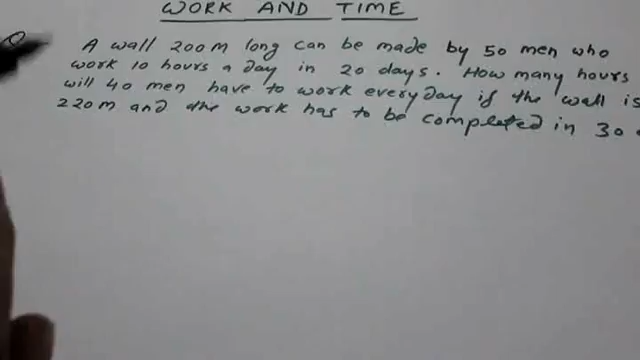 WORK AND TIME
Q A wall 200 m long can be made by 50 men who
work 10 hours a day in 20 days. How many hours
will 40 men have to work everyday if the wall is
220 m and the work has to be completed in 30